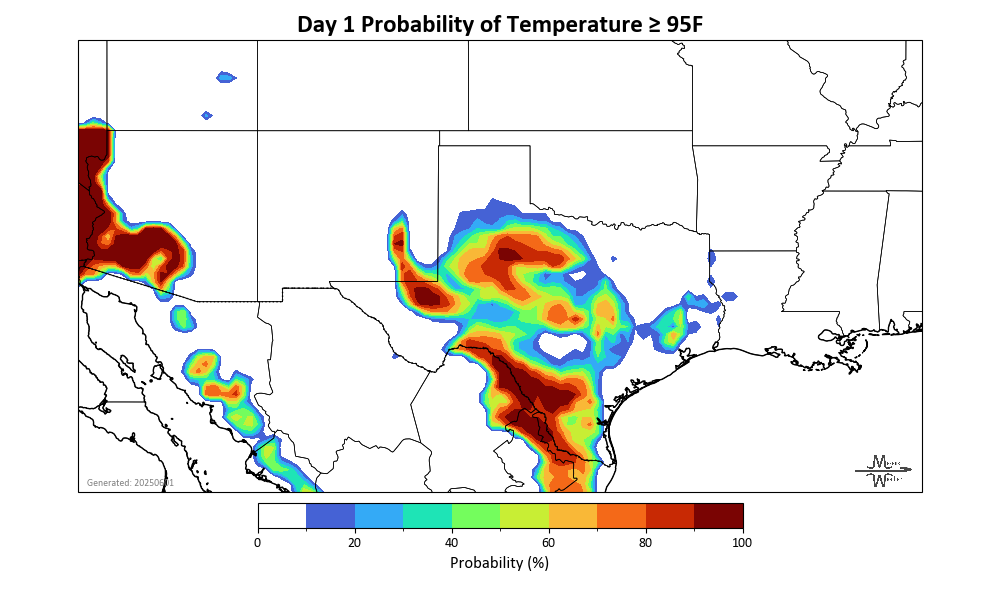 Day 1 Probability of Temperature ≥ 95F
Generated: 20250601
0 20 40 60 80 100
Probability (%)